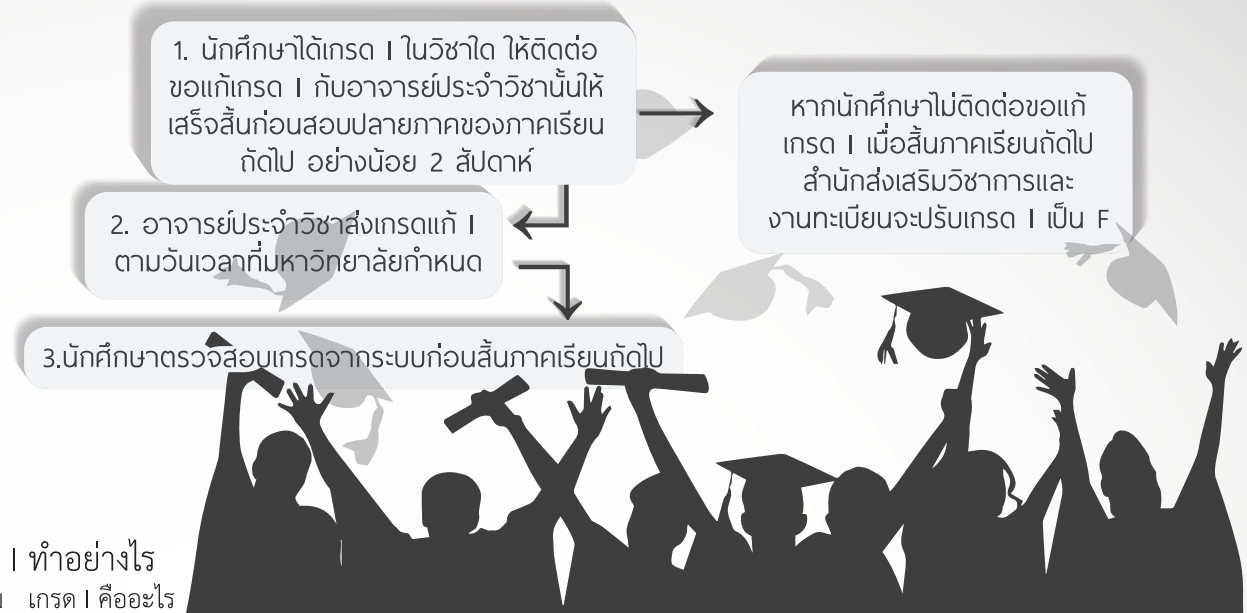 1. นักศึกษาได้เกรด I ในวิชาใด ให้ติดต่อ
ขอแก้เกรด I กับอาจารย์ประจำวิชานั้นให้
เสร็จสิ้นก่อนสอบปลายภาคของภาคเรียน
ถัดไป อย่างน้อย 2 สัปดาห์
หากนักศึกษาไม่ติดต่อขอแก้
เกรด I เมื่อสิ้นภาคเรียนถัดไป
สำนักส่งเสริมวิชาการและ
งานทะเบียนจะปรับเกรด I เป็น F
2. อาจารย์ประจำวิชาส่งเกรดแก้ I
ตามวันเวลาที่มหาวิทยาลัยกำหนด
3.นักศึกษาตรวจสอบเกรดจากระบบก่อนสิ้นภาคเรียนถัดไป
I ทำอย่างไร
เกรด I คืออะไร